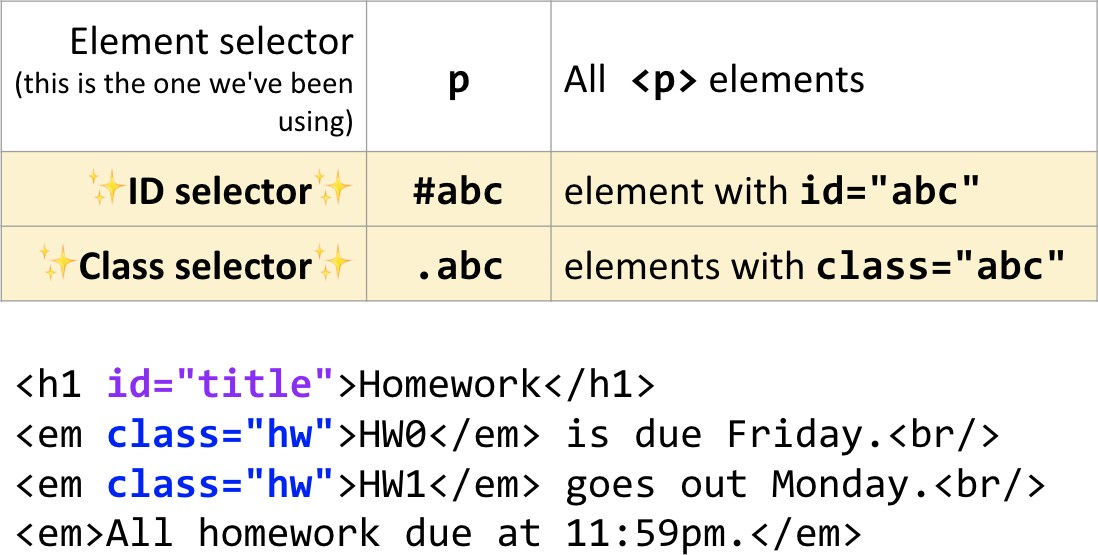 Element selector
(this is the one we've been
using)
p
All <p> elements
✨ID selector✨
#abc
element with id="abc"
✨Class selector✨
.abc
elements with class="abc"
<h1 id="title">Homework</h1>
<em class="hw">HW0</em> is due Friday.<br/>
<em class="hw">HW1</em> goes out Monday.<br/>
<em>All homework due at 11:59pm.</em>